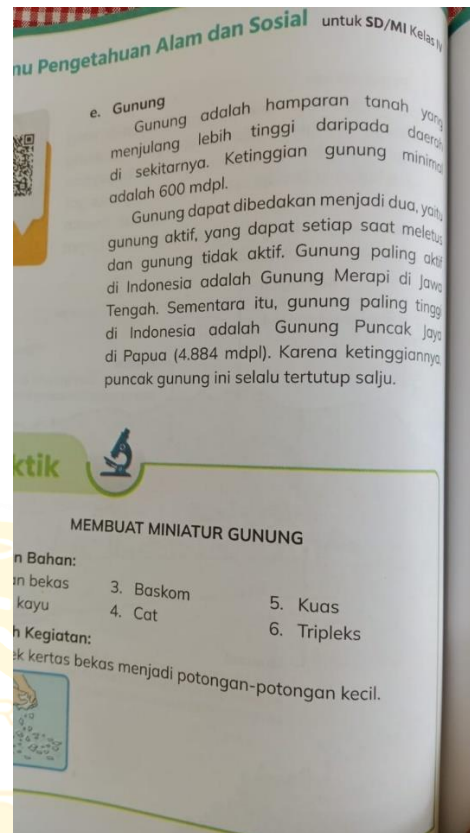 Pengetahuan Alam dan Sosial untuk SD/MI Kelas IV
e. Gunung
Gunung adalah hamparan tanah yang
menjulang lebih tinggi daripada daerah
di sekitarnya. Ketinggian gunung minimal
adalah 600 mdpl.
Gunung dapat dibedakan menjadi dua, yaitu
gunung aktif, yang dapat setiap saat meletus
dan gunung tidak aktif. Gunung paling aktif
di Indonesia adalah Gunung Merapi di Jawa
Tengah. Sementara itu, gunung paling tinggi
di Indonesia adalah Gunung Puncak Jaya
di Papua (4.884 mdpl). Karena ketinggiannya,
puncak gunung ini selalu tertutup salju.
ktik
MEMBUAT MINIATUR GUNUNG
n Bahan:
an bekas 3. Baskom 5. Kuas
kayu 4. Cat 6. Tripleks
h Kegiatan:
ek kertas bekas menjadi potongan-potongan kecil.